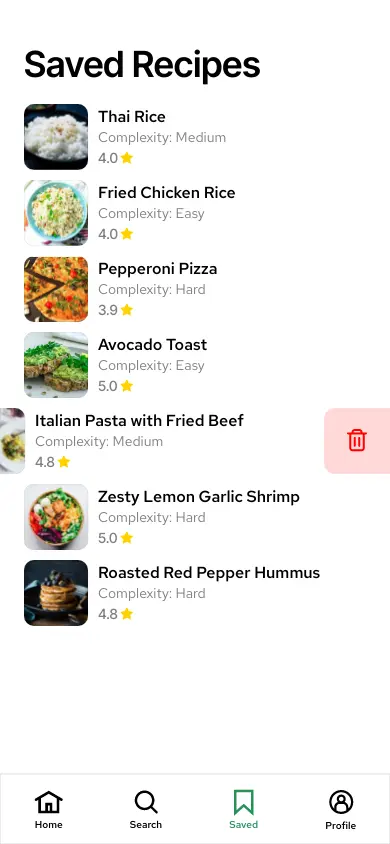 Saved Recipes
Thai Rice
Complexity: Medium
4.0
Fried Chicken Rice
Complexity: Easy
4.0
Pepperoni Pizza
Complexity: Hard
3.9
Avocado Toast
Complexity: Easy
5.0
Italian Pasta with Fried Beef
Complexity: Medium
4.8
Zesty Lemon Garlic Shrimp
Complexity: Hard
5.0
Roasted Red Pepper Hummus
Complexity: Hard
4.8
Home
Search
Saved
Profile